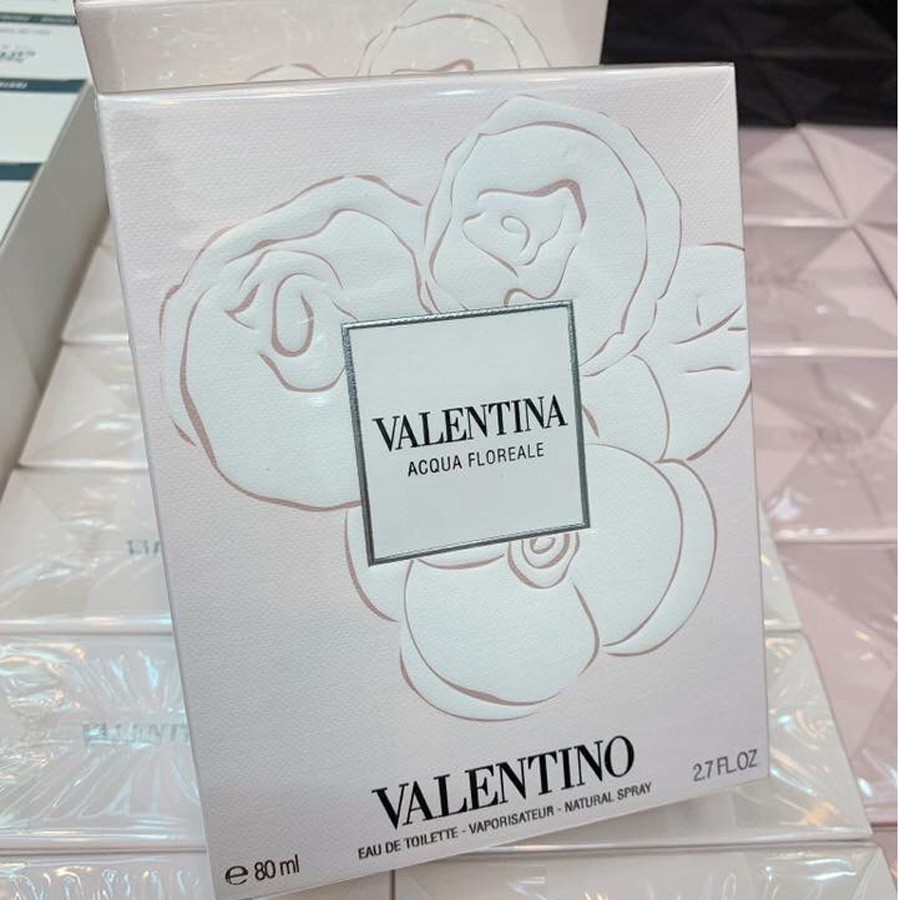 VALENTINA
ACQUA FLOREALE
VALENTINO
EAU DE TOILETTE - VAPORISATEUR - NATURAL SPRAY
2.7 FL.OZ
e 80 ml